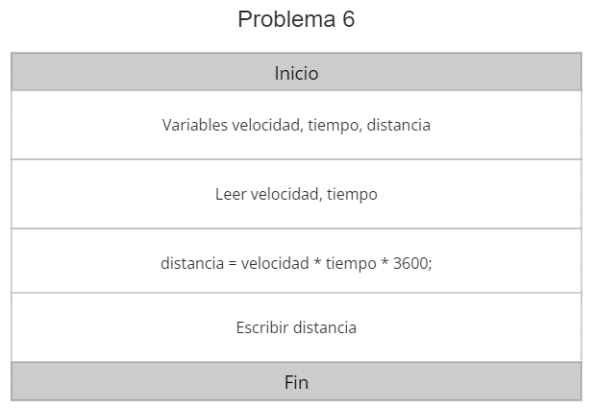 Problema 6
Inicio
Variables velocidad, tiempo, distancia
Leer velocidad, tiempo
distancia = velocidad * tiempo * 3600;
Escribir distancia
Fin